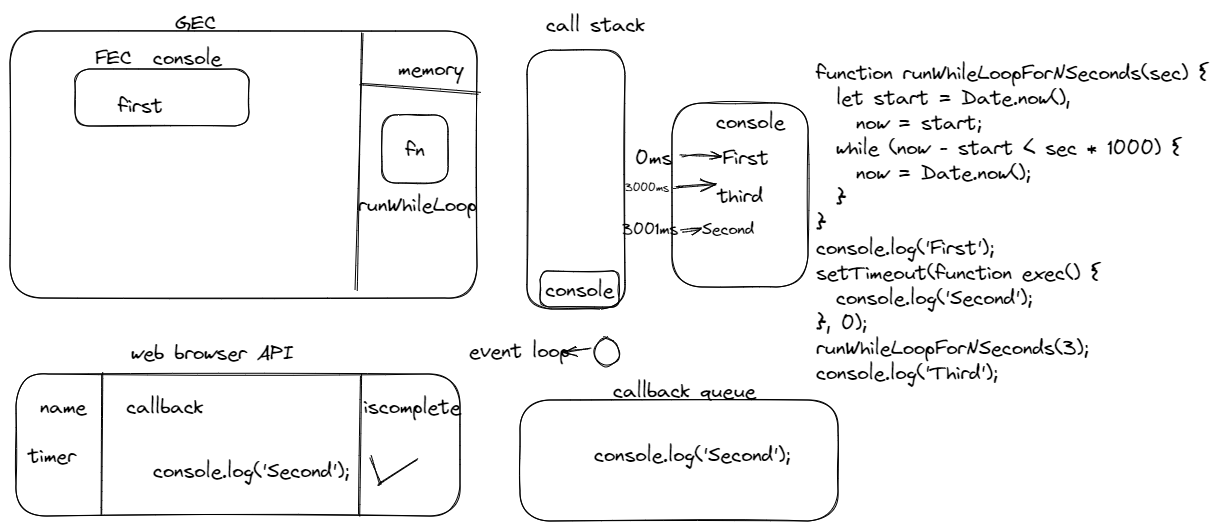 GEC
FEC console
first
memory
fn
runWhileLoop
call stack
console
console
0ms
First
3000ms
third
3001ms
Second
function runWhileLoopForNSeconds(sec) {
let start = Date.now(),
now = start;
while (now - start < sec * 1000) {
now = Date.now();
}
}
console.log('First');
setTimeout(function exec() {
console.log('Second');
}, 0);
runWhileLoopForNSeconds(3);
console.log('Third');
web browser API
name
callback
iscomplete
timer
console.log('Second');
event loop
callback queue
console.log('Second');